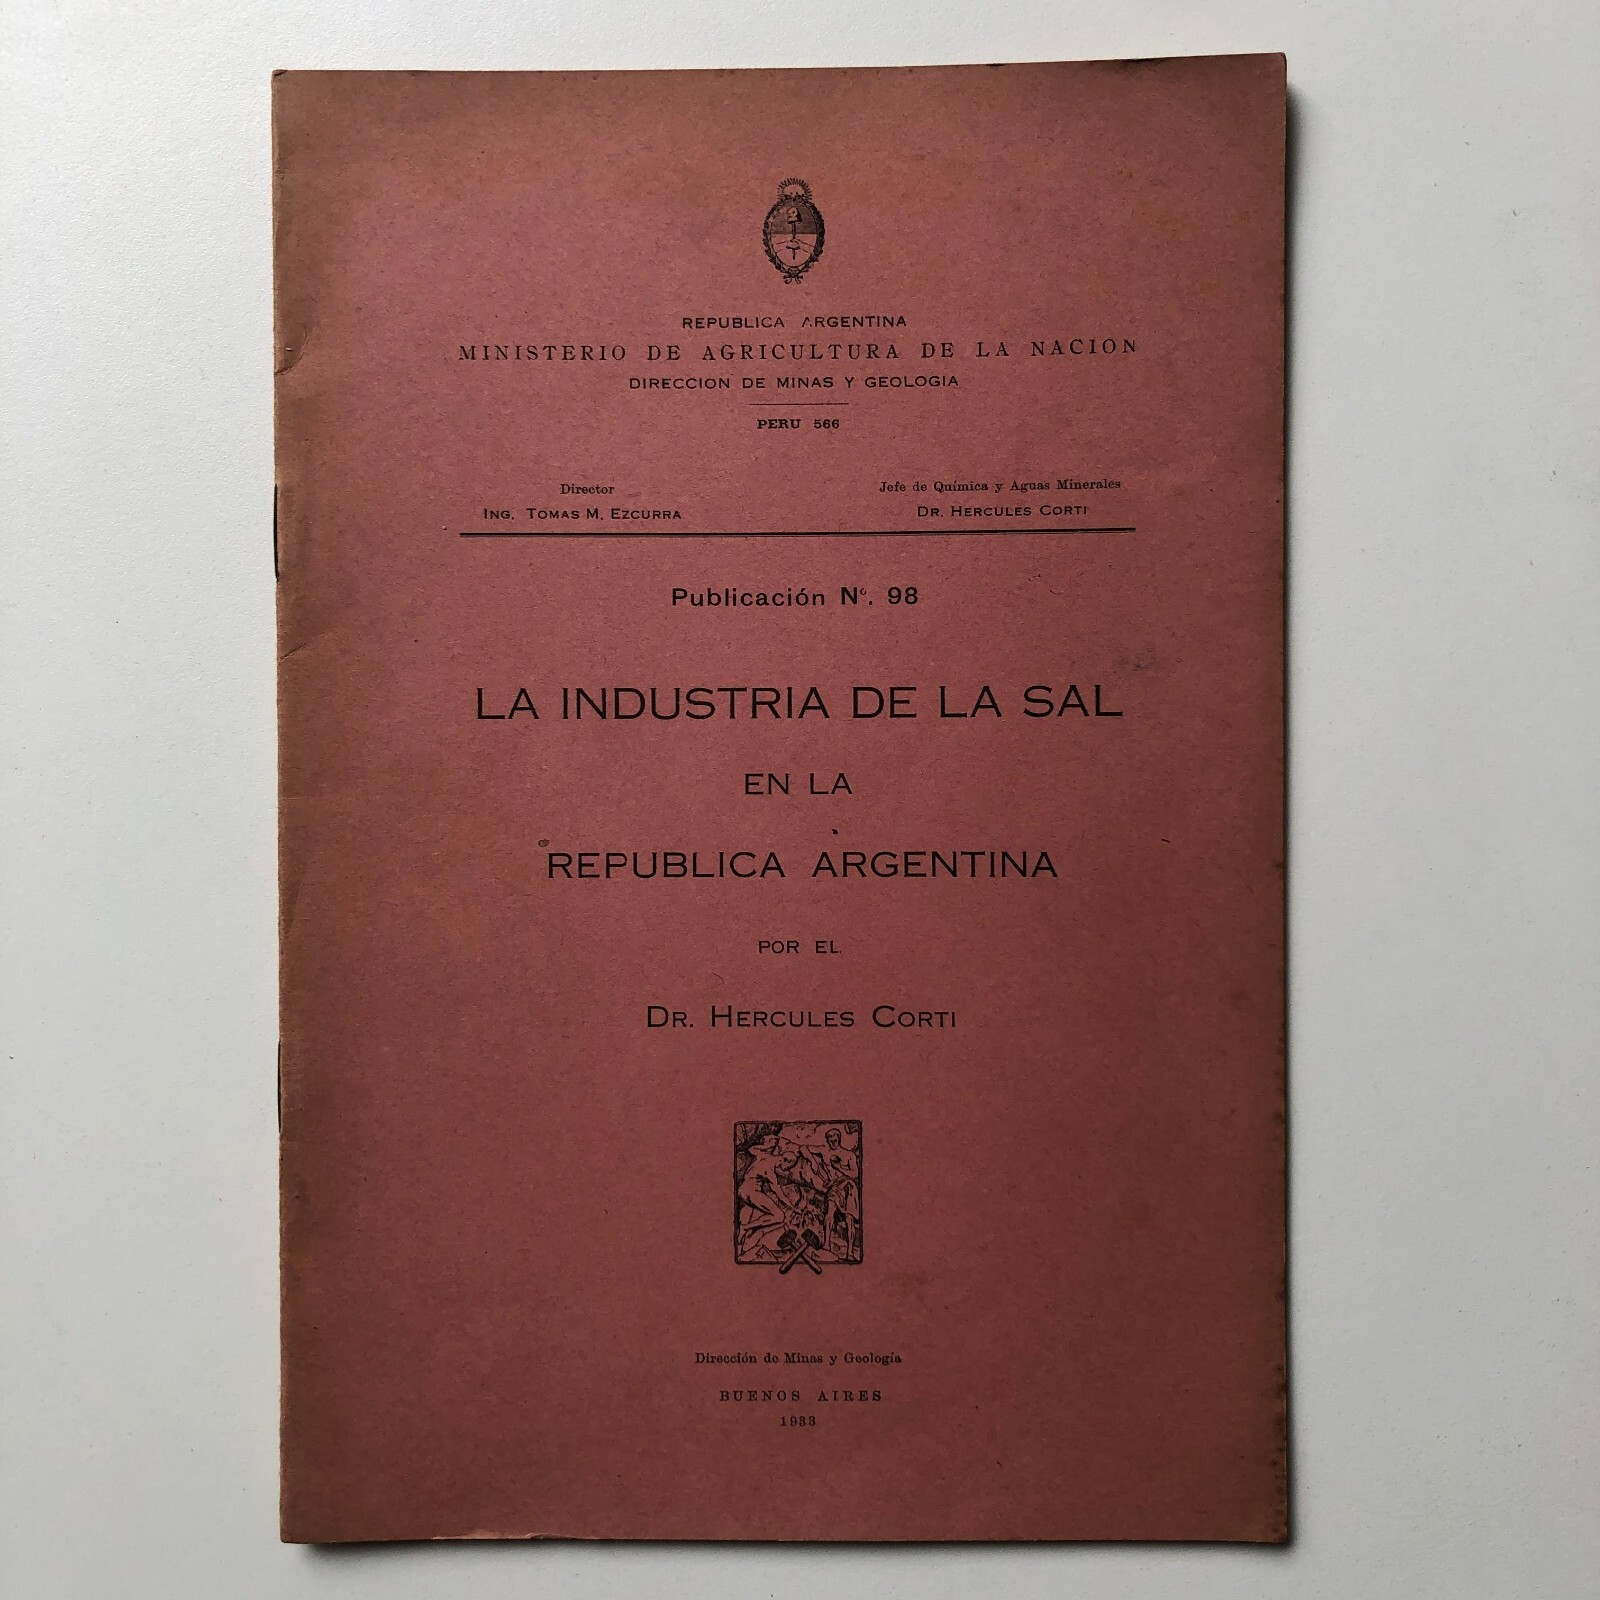 REPUBLICA ARGENTINA
MINISTERIO DE AGRICULTURA DE LA NACION
DIRECCION DE MINAS Y GEOLOGIA
PERU 566
Director
ING. TOMAS M. EZCURRA
Jefe de Química y Aguas Minerales
DR. HERCULES CORTI
Publicación Nº. 98
LA INDUSTRIA DE LA SAL
EN LA
REPUBLICA ARGENTINA
POR EL
DR. HERCULES CORTI
Dirección de Minas y Geología
BUENOS AIRES
1933